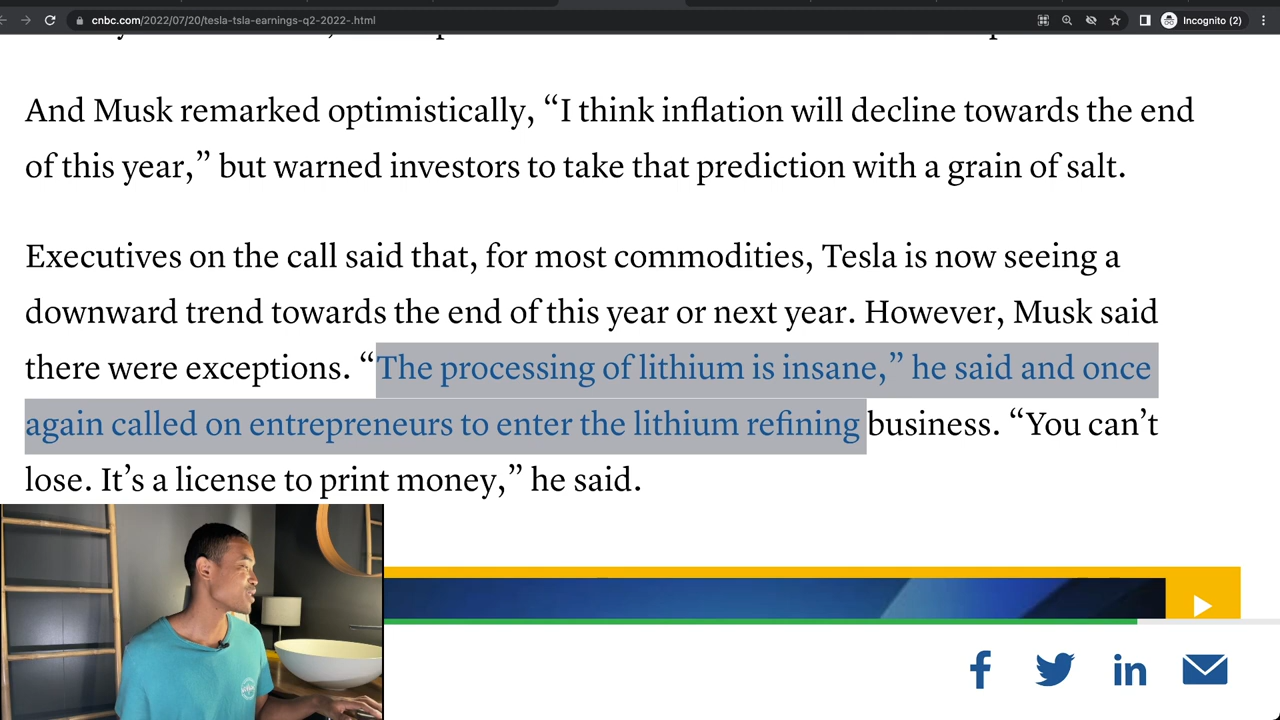 cnbc.com/2022/07/20/tesla-tsla-earnings-q2-2022-.html
Incognito (2)
And Musk remarked optimistically, “I think inflation will decline towards the end
of this year,” but warned investors to take that prediction with a grain of salt.
Executives on the call said that, for most commodities, Tesla is now seeing a
downward trend towards the end of this year or next year. However, Musk said
there were exceptions. “The processing of lithium is insane,” he said and once
again called on entrepreneurs to enter the lithium refining business. “You can’t
lose. It’s a license to print money,” he said.